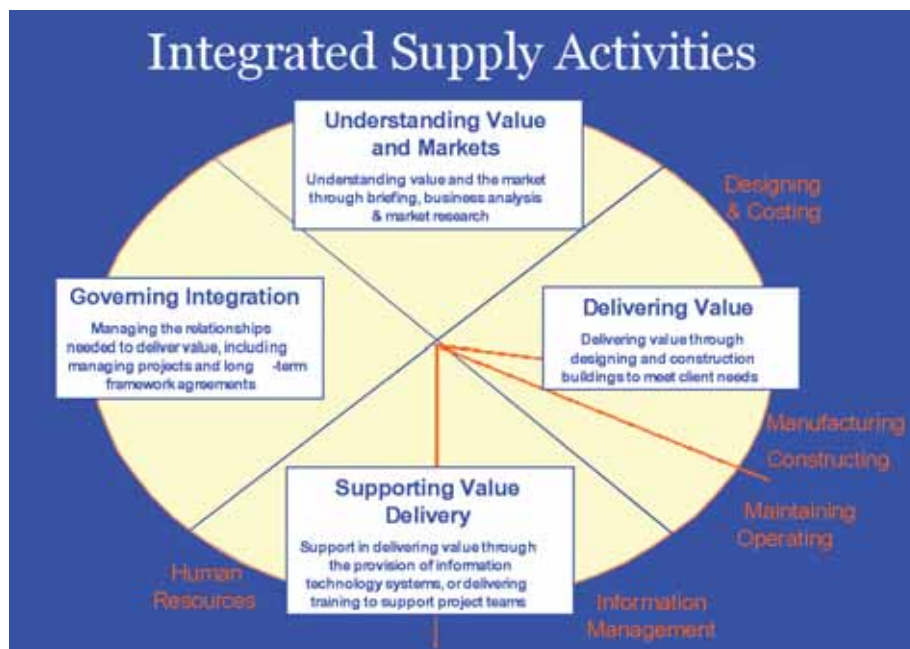 Integrated Supply Activities
Understanding Value
and Markets
Understanding value and the market
through briefing, business analysis
& market research
Designing
& Costing
Governing Integration
Managing the relationships
needed to deliver value, including
managing projects and long -term
framework agreements
Delivering Value
Delivering value through
designing and construction
buildings to meet client needs
Manufacturing
Constructing
Maintaining
Operating
Supporting Value
Delivery
Support in delivering value through
the provision of information
technology systems, or delivering
training to support project teams
Human
Resources
Information
Management